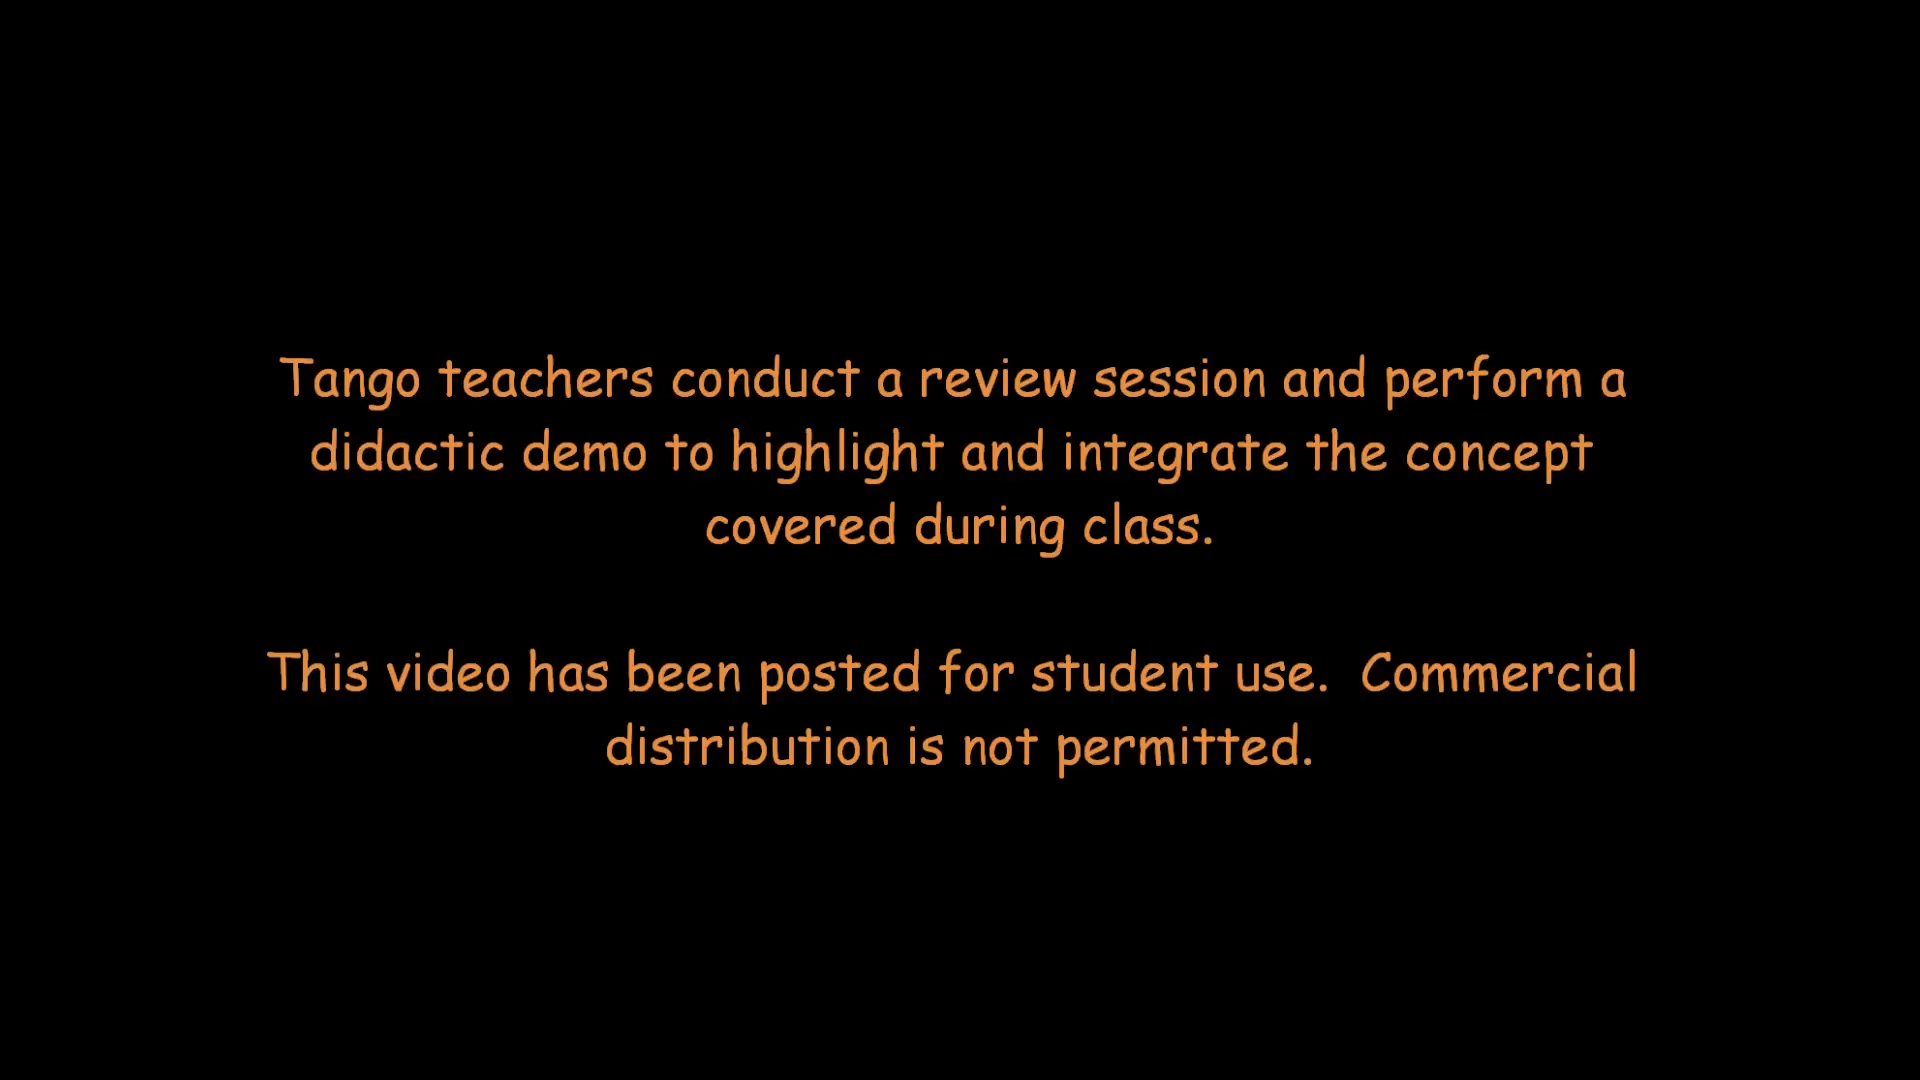 Tango teachers conduct a review session and perform a
didactic demo to highlight and integrate the concept
covered during class.
This video has been posted for student use.  Commercial
distribution is not permitted.